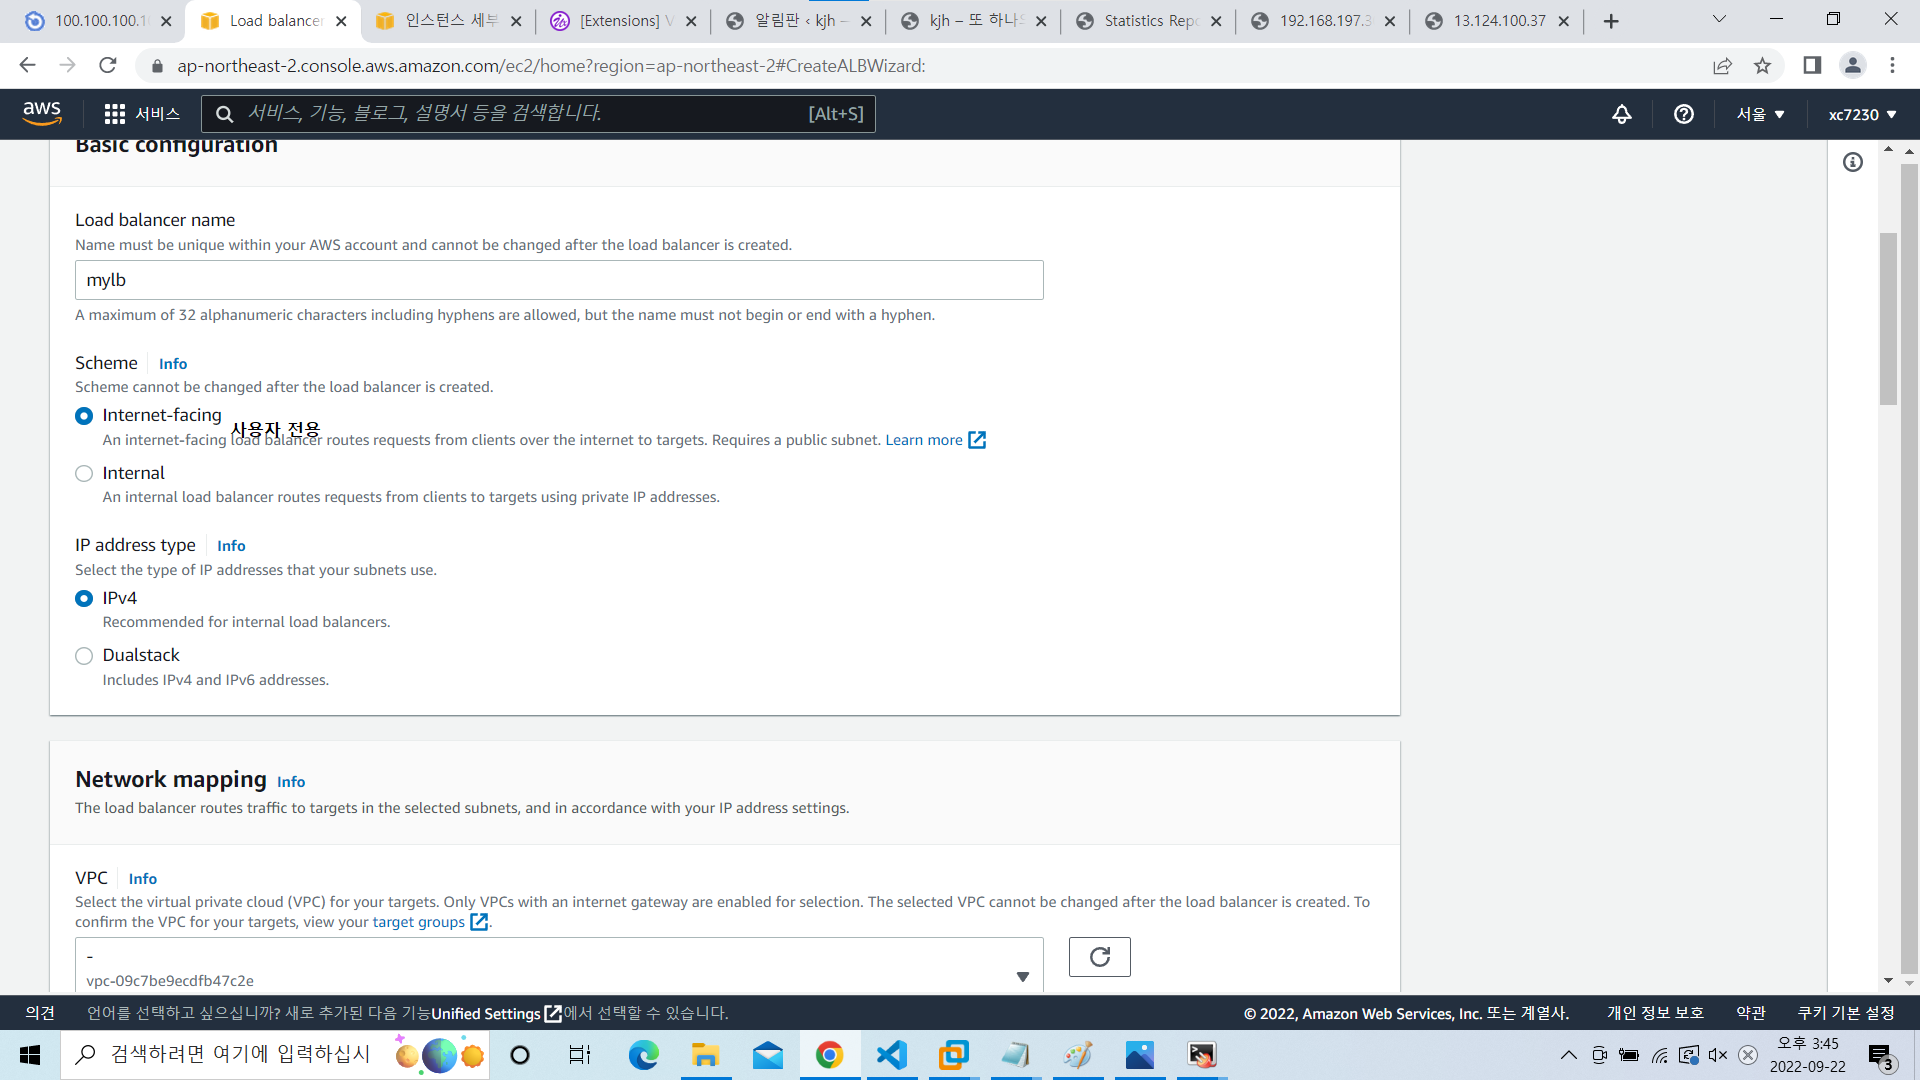 100.100.100.1
Load balancer
인스턴스 세부
[Extensions] V
알림판 ‹ kjh –
kjh – 또 하나의
Statistics Repo
192.168.197.3
13.124.100.37
ap-northeast-2.console.aws.amazon.com/ec2/home?region=ap-northeast-2#CreateALBWizard:
aws
서비스
서비스, 기능, 블로그, 설명서 등을 검색합니다.
[Alt+S]
서울
xc7230
Basic configuration
Load balancer name
Name must be unique within your AWS account and cannot be changed after the load balancer is created.
mylb
A maximum of 32 alphanumeric characters including hyphens are allowed, but the name must not begin or end with a hyphen.
Scheme Info
Scheme cannot be changed after the load balancer is created.
Internet-facing
사용자 전용
An internet-facing load balancer routes requests from clients over the internet to targets. Requires a public subnet. Learn more
Internal
An internal load balancer routes requests from clients to targets using private IP addresses.
IP address type Info
Select the type of IP addresses that your subnets use.
IPv4
Recommended for internal load balancers.
Dualstack
Includes IPv4 and IPv6 addresses.
Network mapping Info
The load balancer routes traffic to targets in the selected subnets, and in accordance with your IP address settings.
VPC Info
Select the virtual private cloud (VPC) for your targets. Only VPCs with an internet gateway are enabled for selection. The selected VPC cannot be changed after the load balancer is created. To
confirm the VPC for your targets, view your target groups.
-
vpc-09c7be9ecdfb47c2e
의견
언어를 선택하고 싶으십니까? 새로 추가된 다음 기능Unified Settings에서 선택할 수 있습니다.
© 2022, Amazon Web Services, Inc. 또는 계열사.
개인 정보 보호
약관
쿠키 기본 설정
검색하려면 여기에 입력하십시
오후 3:45
2022-09-22
3